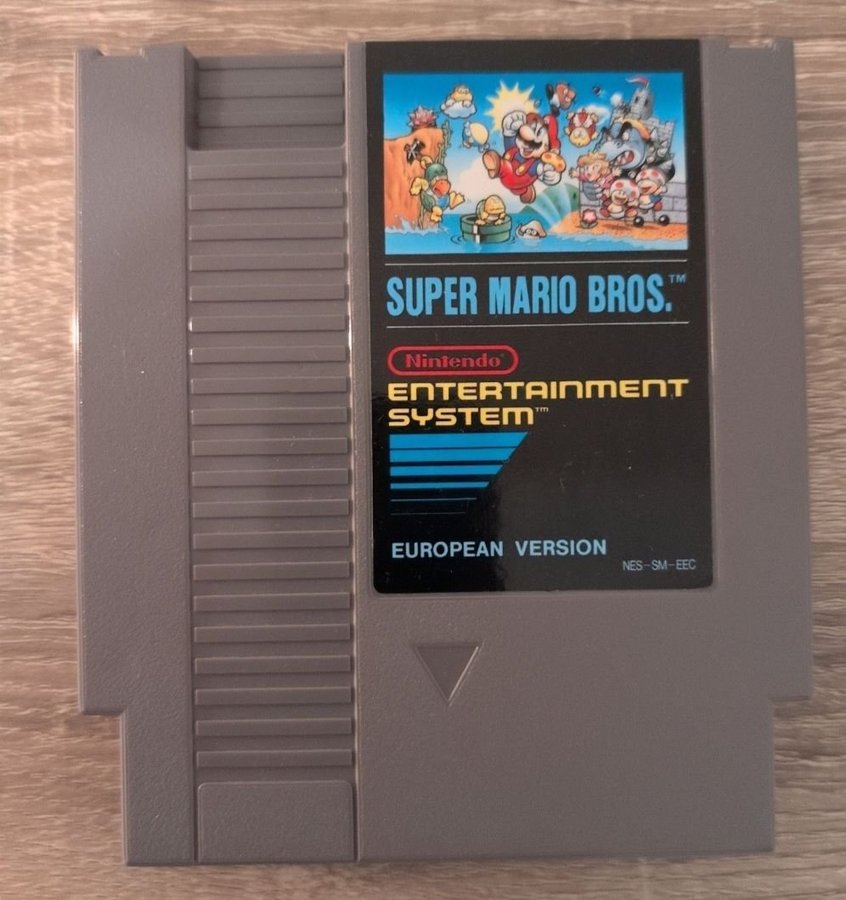 SUPER MARIO BROS.™
Nintendo®
ENTERTAINMENT
SYSTEM™
EUROPEAN VERSION
NES-SM-EEC